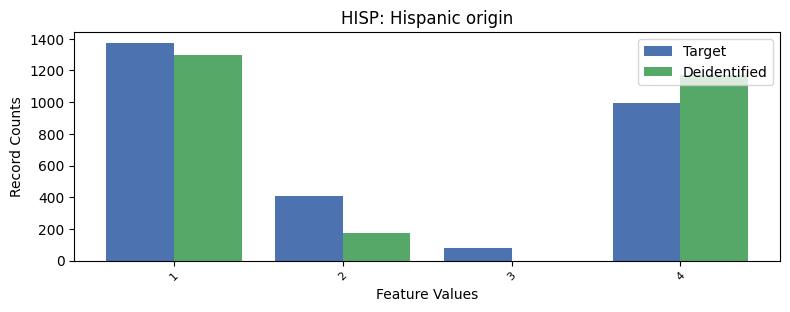 HISP: Hispanic origin
1400
1200
1000
800
600
400
200
0
Record Counts
Target
Deidentified
1 2 3 4
Feature Values